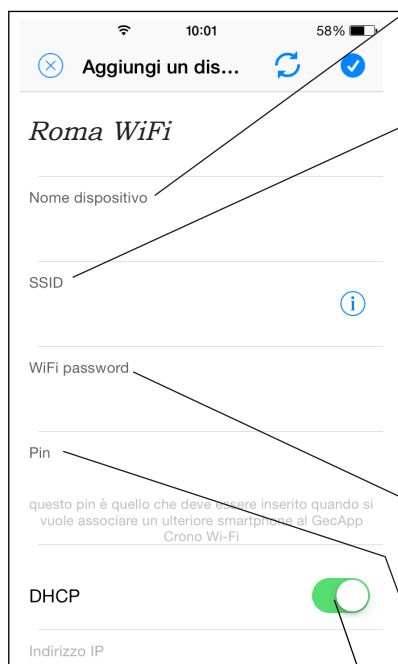 10:01
58%
Aggiungi un dis...
Roma WiFi
Nome dispositivo
SSID
WiFi password
Pin
questo pin è quello che deve essere inserito quando si
vuole associare un ulteriore smartphone al GecApp
Crono Wi-Fi
DHCP
Indirizzo IP